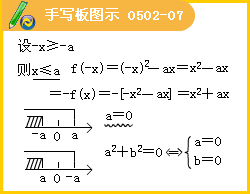 手写板图示 0502-07
设-x≥-a
则x≤a f(-x)=(-x)²-ax=x²-ax
=-f(x)=-[-x²-ax]=x²+ax
-a 0 a a=0
a 0 -a a²+b²=0⇔{a=0
b=0